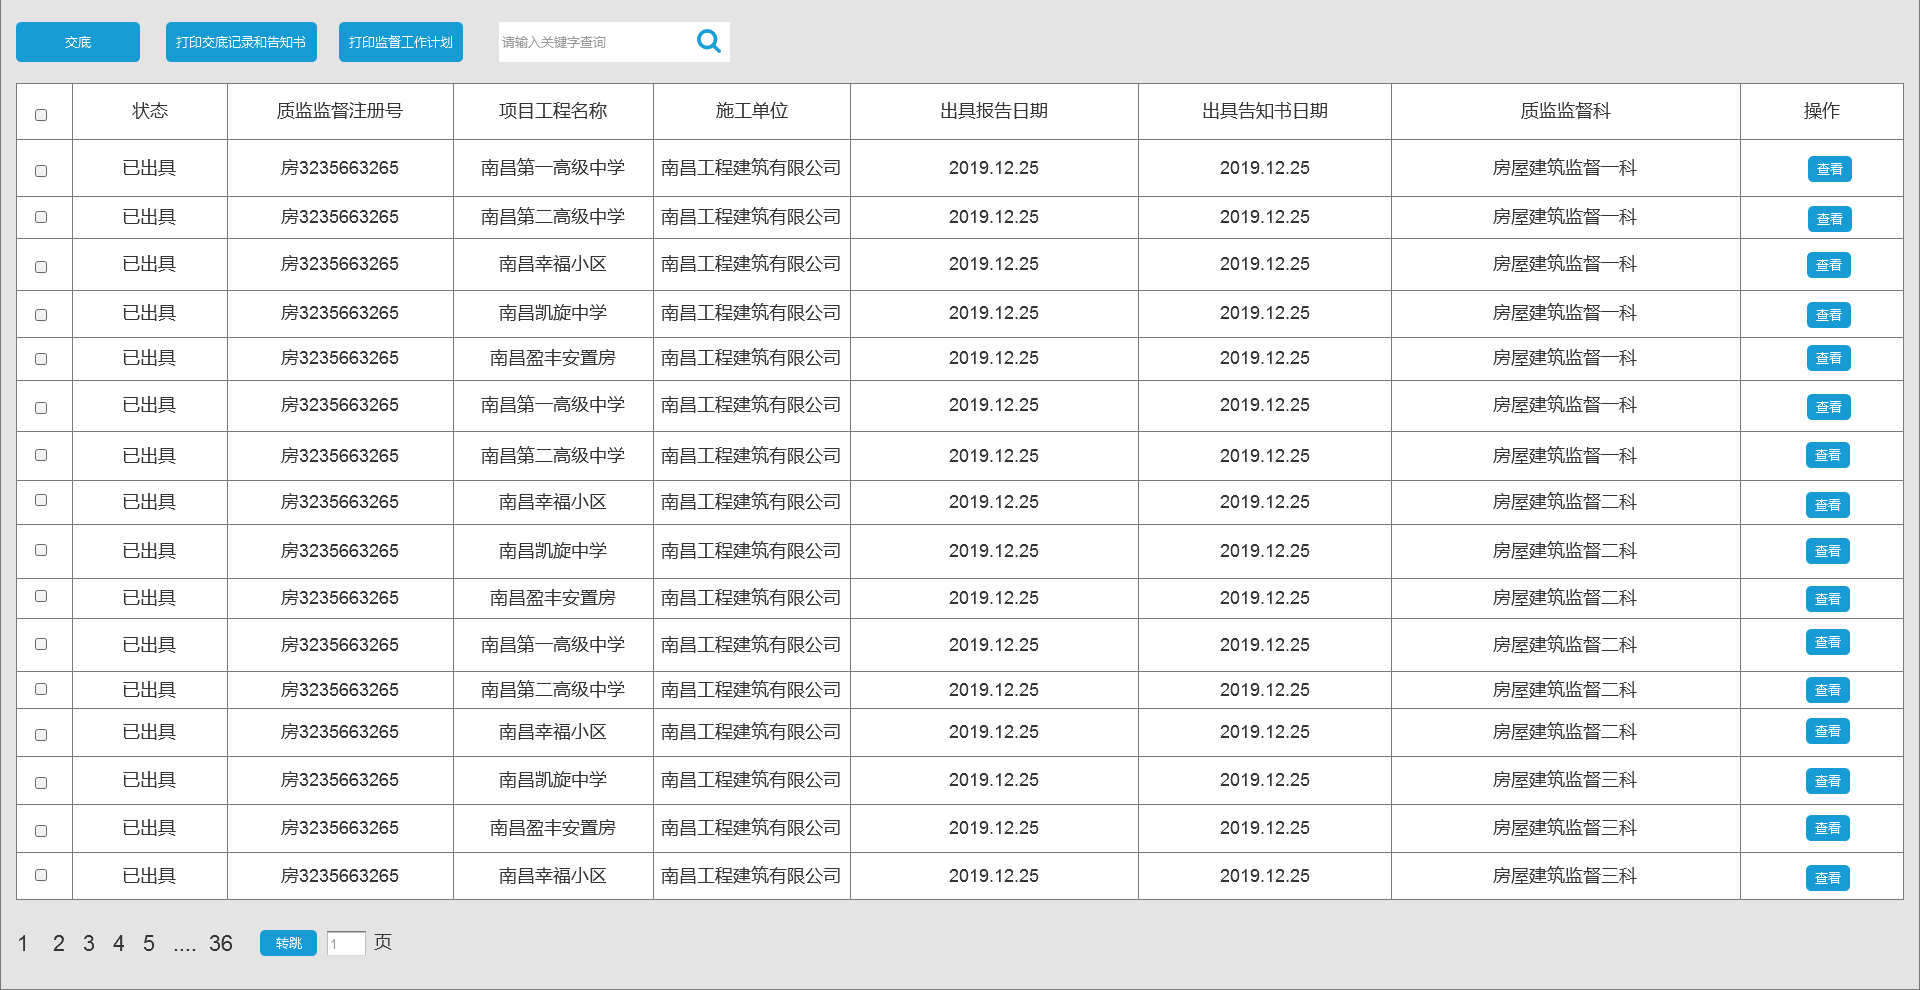 交底 打印交底记录和告知书 打印监督工作计划 请输入关键字查询
状态 质监监督注册号 项目工程名称 施工单位 出具报告日期 出具告知书日期 质监监督科 操作
已出具 房3235663265 南昌第一高级中学 南昌工程建筑有限公司 2019.12.25 2019.12.25 房屋建筑监督一科 查看
已出具 房3235663265 南昌第二高级中学 南昌工程建筑有限公司 2019.12.25 2019.12.25 房屋建筑监督一科 查看
已出具 房3235663265 南昌幸福小区 南昌工程建筑有限公司 2019.12.25 2019.12.25 房屋建筑监督一科 查看
已出具 房3235663265 南昌凯旋中学 南昌工程建筑有限公司 2019.12.25 2019.12.25 房屋建筑监督一科 查看
已出具 房3235663265 南昌盈丰安置房 南昌工程建筑有限公司 2019.12.25 2019.12.25 房屋建筑监督一科 查看
已出具 房3235663265 南昌第一高级中学 南昌工程建筑有限公司 2019.12.25 2019.12.25 房屋建筑监督一科 查看
已出具 房3235663265 南昌第二高级中学 南昌工程建筑有限公司 2019.12.25 2019.12.25 房屋建筑监督一科 查看
已出具 房3235663265 南昌幸福小区 南昌工程建筑有限公司 2019.12.25 2019.12.25 房屋建筑监督二科 查看
已出具 房3235663265 南昌凯旋中学 南昌工程建筑有限公司 2019.12.25 2019.12.25 房屋建筑监督二科 查看
已出具 房3235663265 南昌盈丰安置房 南昌工程建筑有限公司 2019.12.25 2019.12.25 房屋建筑监督二科 查看
已出具 房3235663265 南昌第一高级中学 南昌工程建筑有限公司 2019.12.25 2019.12.25 房屋建筑监督二科 查看
已出具 房3235663265 南昌第二高级中学 南昌工程建筑有限公司 2019.12.25 2019.12.25 房屋建筑监督二科 查看
已出具 房3235663265 南昌幸福小区 南昌工程建筑有限公司 2019.12.25 2019.12.25 房屋建筑监督二科 查看
已出具 房3235663265 南昌凯旋中学 南昌工程建筑有限公司 2019.12.25 2019.12.25 房屋建筑监督三科 查看
已出具 房3235663265 南昌盈丰安置房 南昌工程建筑有限公司 2019.12.25 2019.12.25 房屋建筑监督三科 查看
已出具 房3235663265 南昌幸福小区 南昌工程建筑有限公司 2019.12.25 2019.12.25 房屋建筑监督三科 查看
1 2 3 4 5 .... 36 转跳 1 页